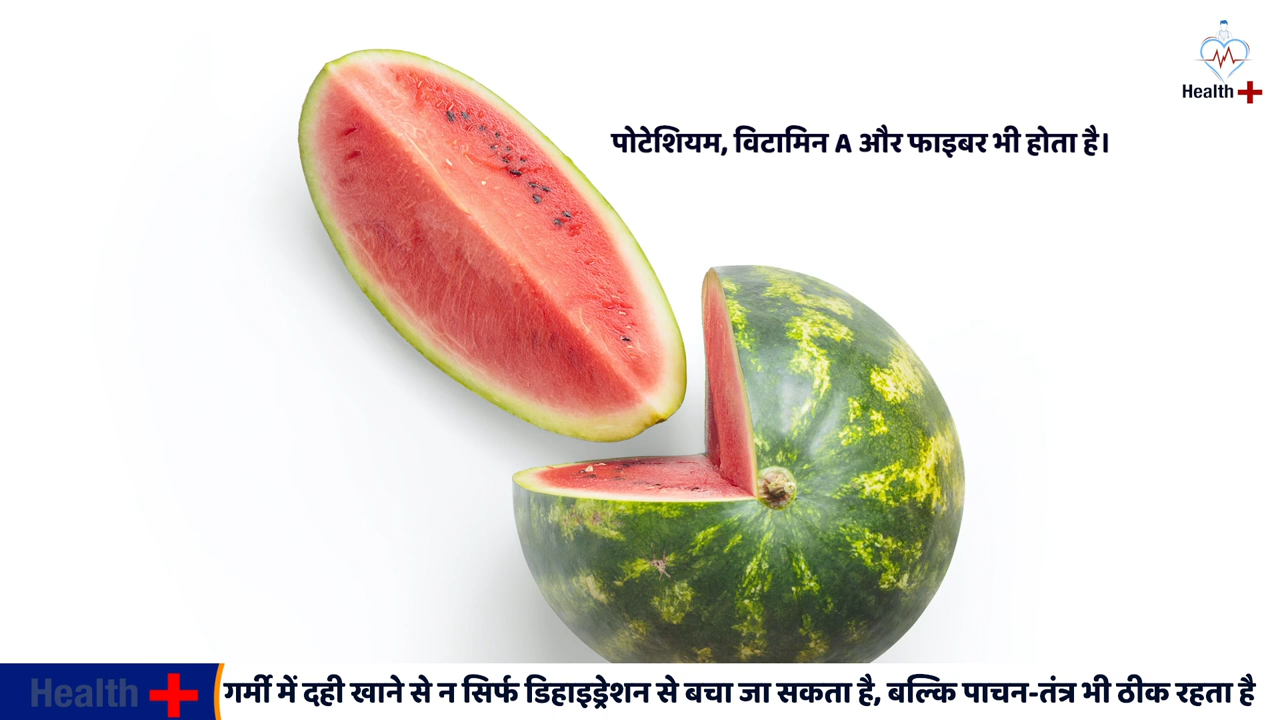 Health
पोटेशियम, विटामिन A और फाइबर भी होता है।
Health
गर्मी में दही खाने से न सिर्फ डिहाइड्रेशन से बचा जा सकता है, बल्कि पाचन-तंत्र भी ठीक रहता है